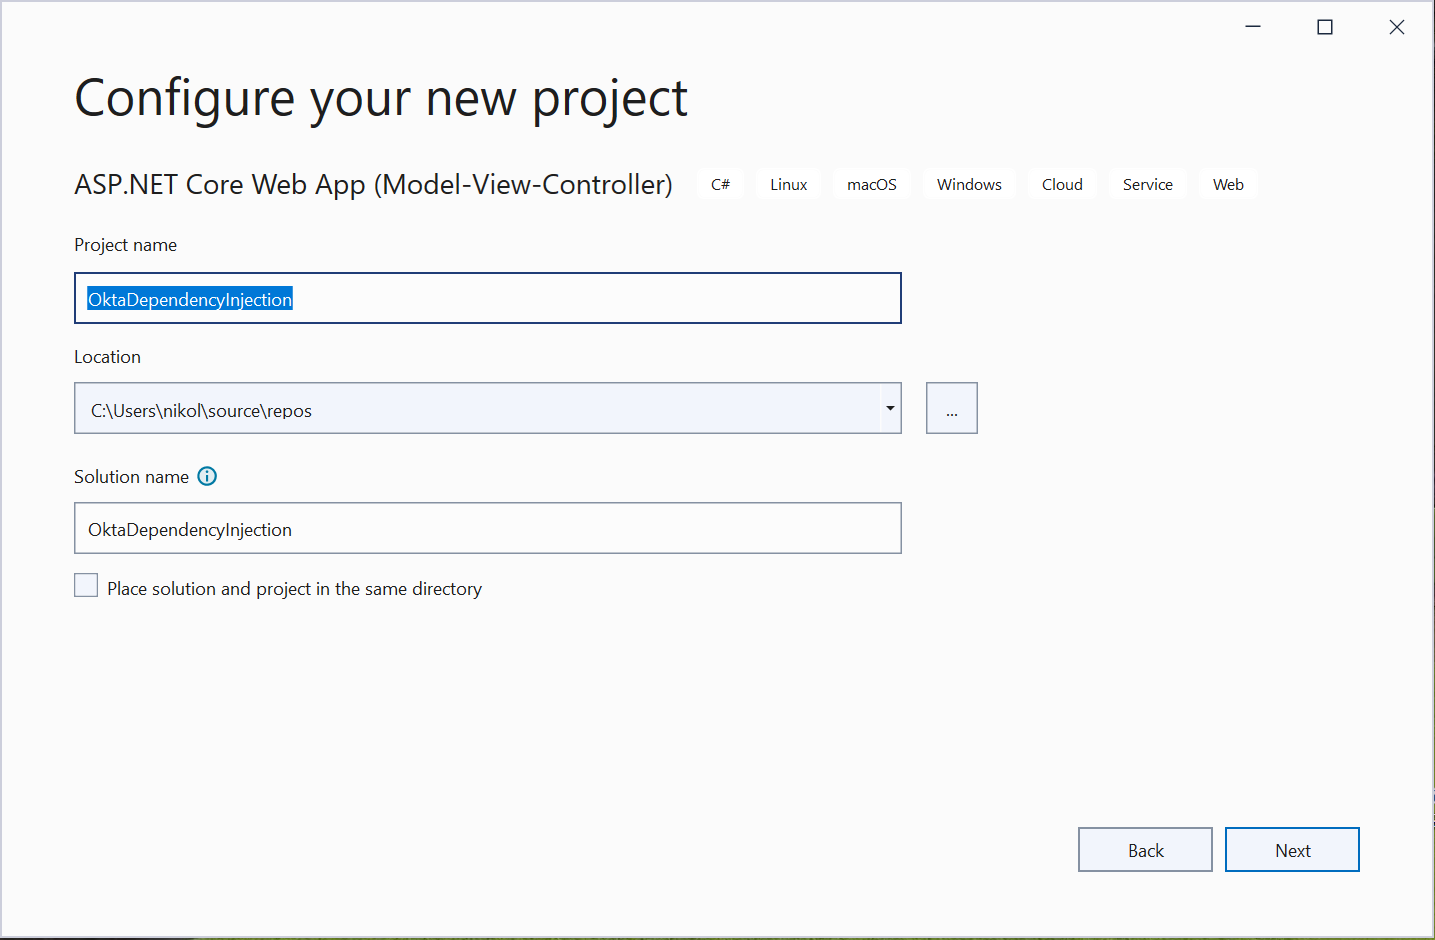 Configure your new project
ASP.NET Core Web App (Model-View-Controller) C# Linux macOS Windows Cloud Service Web
Project name
OktaDependencyInjection
Location
C:\Users\nikol\source\repos
...
Solution name
OktaDependencyInjection
Place solution and project in the same directory
Back Next